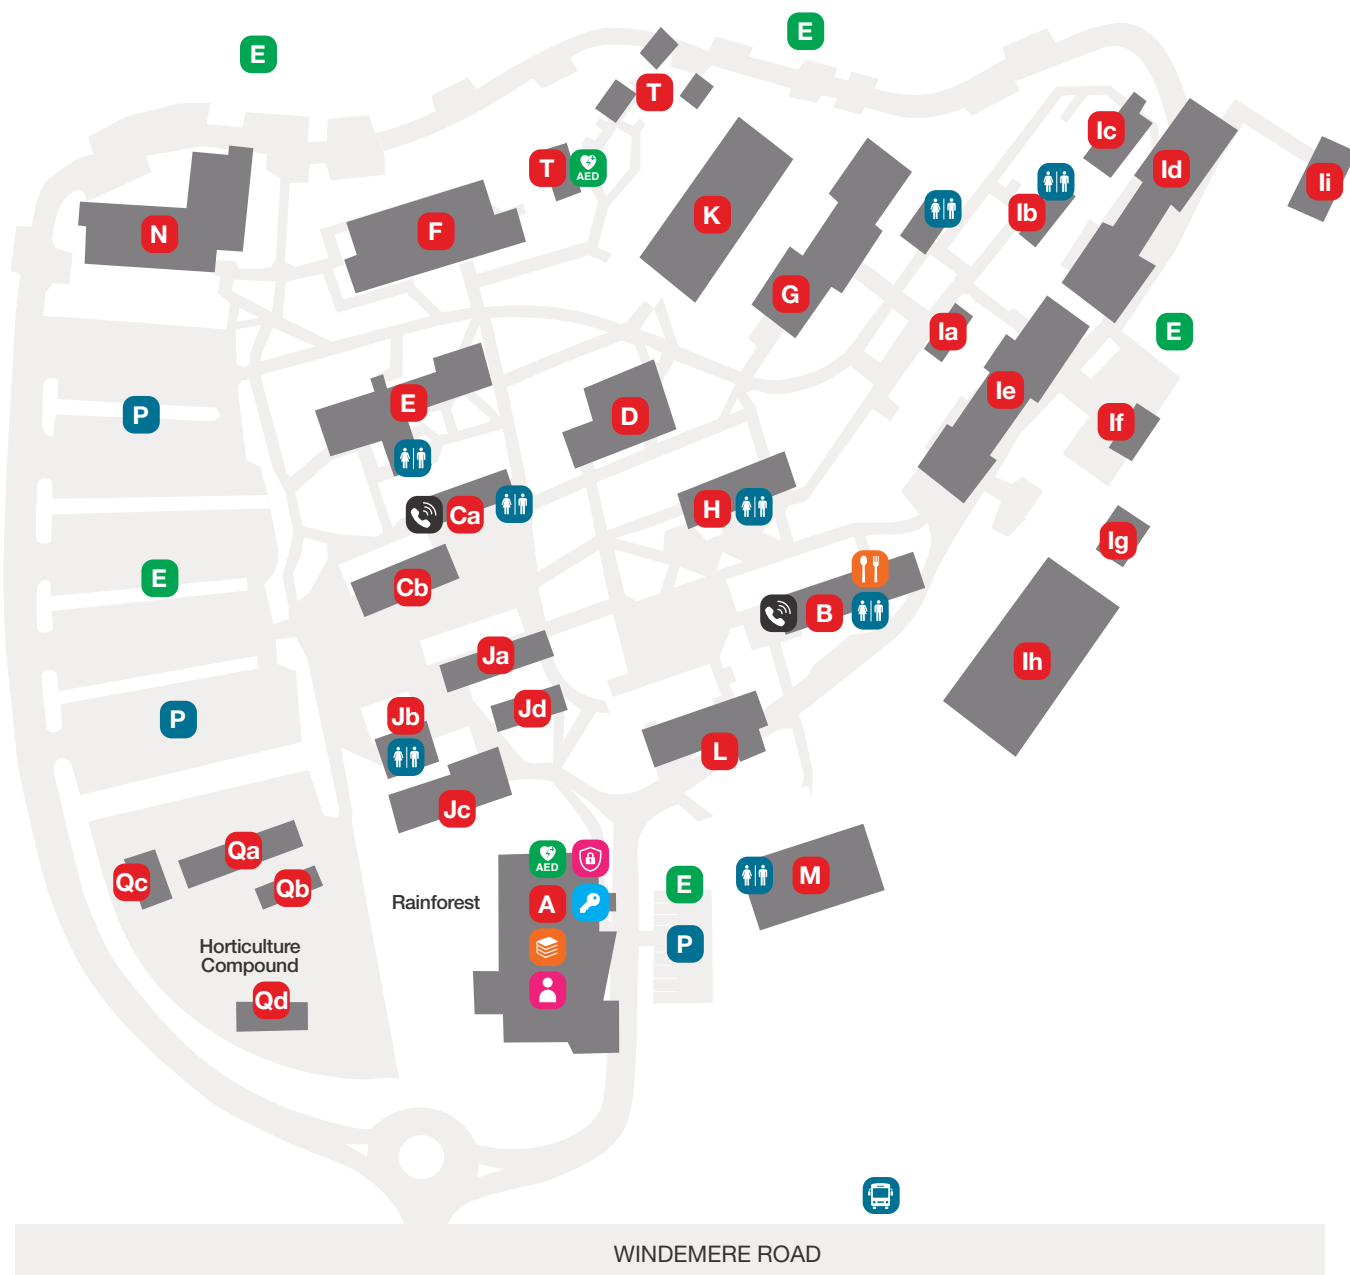 E
E
T
T
AED
Ic
Id
Ii
N
F
K
Ib
G
Ia
E
P
E
D
Ie
If
Ca
H
Ig
E
Cb
B
Ja
Ih
P
Jb
Jd
L
Jc
Qa
Qc
Qb
AED
Rainforest
A
E
M
P
Horticulture
Compound
Qd
WINDEMERE ROAD